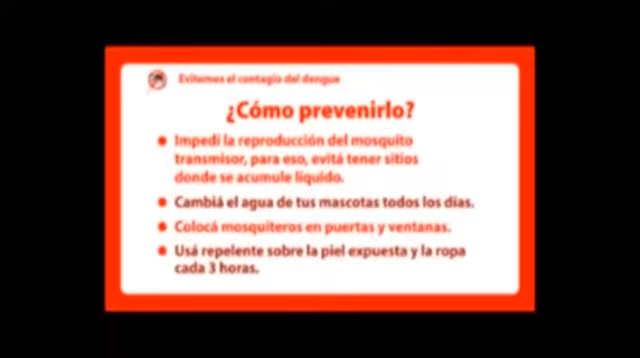 Evitemos el contagio del dengue
¿Cómo prevenirlo?
Impedí la reproducción del mosquito
transmisor, para eso, evitá tener sitios
donde se acumule líquido.
Cambiá el agua de tus mascotas todos los días.
Colocá mosquiteros en puertas y ventanas.
Usá repelente sobre la piel expuesta y la ropa
cada 3 horas.